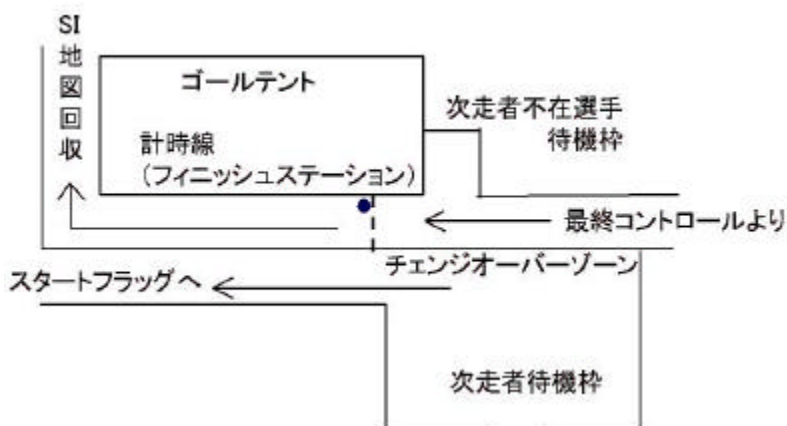 SI
地
図
回
収
ゴールテント
計時線
(フィニッシュステーション)
次走者不在選手
待機枠
最終コントロールより
チェンジオーバーゾーン
スタートフラッグへ
次走者待機枠